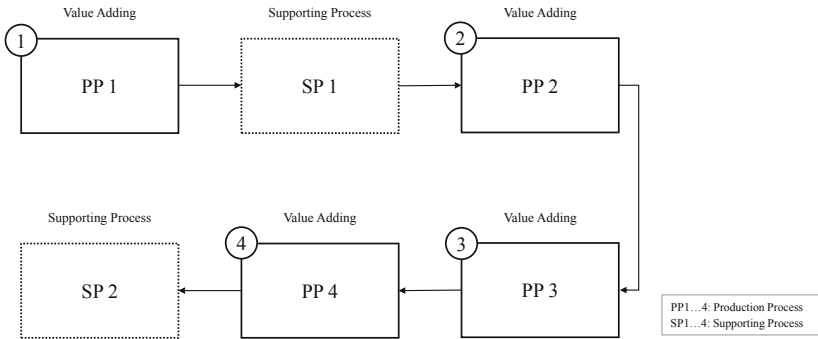 Value Adding
Supporting Process
Value Adding
1
2
PP 1
SP 1
PP 2
Supporting Process
Value Adding
Value Adding
4
3
SP 2
PP 4
PP 3
PP1…4: Production Process
SP1…4: Supporting Process